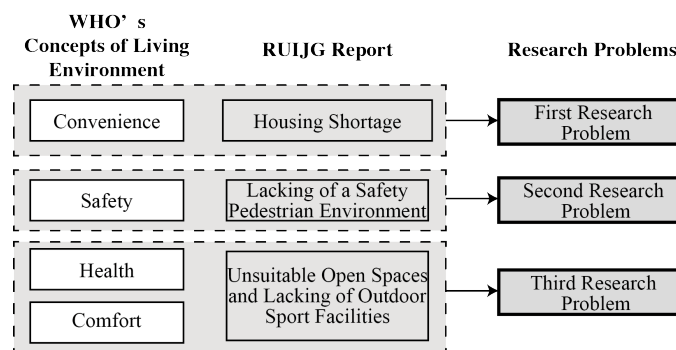 WHO’s
Concepts of Living
Environment
RUIJG Report
Research Problems
Convenience
Housing Shortage
First Research
Problem
Safety
Lacking of a Safety
Pedestrian Environment
Second Research
Problem
Health
Comfort
Unsuitable Open Spaces
and Lacking of Outdoor
Sport Facilities
Third Research
Problem